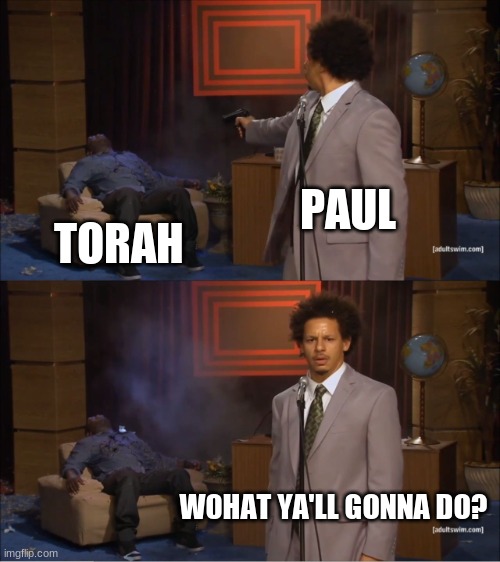 PAUL
TORAH
[adultswim.com]
WOHAT YA'LL GONNA DO?
[adultswim.com]
imgflip.com